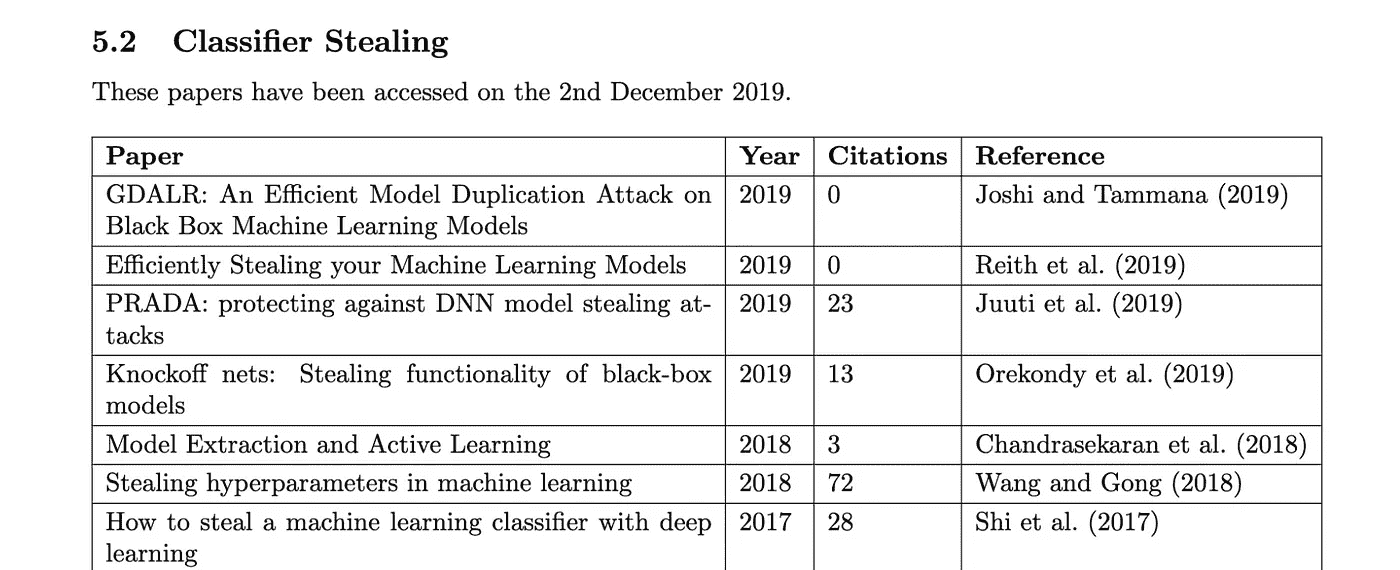 5.2 Classifier Stealing
These papers have been accessed on the 2nd December 2019.
Paper Year Citations Reference
GDALR: An Efficient Model Duplication Attack on 2019 0 Joshi and Tammana (2019)
Black Box Machine Learning Models
Efficiently Stealing your Machine Learning Models 2019 0 Reith et al. (2019)
PRADA: protecting against DNN model stealing at- 2019 23 Juuti et al. (2019)
tacks
Knockoff nets: Stealing functionality of black-box 2019 13 Orekondy et al. (2019)
models
Model Extraction and Active Learning 2018 3 Chandrasekaran et al. (2018)
Stealing hyperparameters in machine learning 2018 72 Wang and Gong (2018)
How to steal a machine learning classifier with deep 2017 28 Shi et al. (2017)
learning